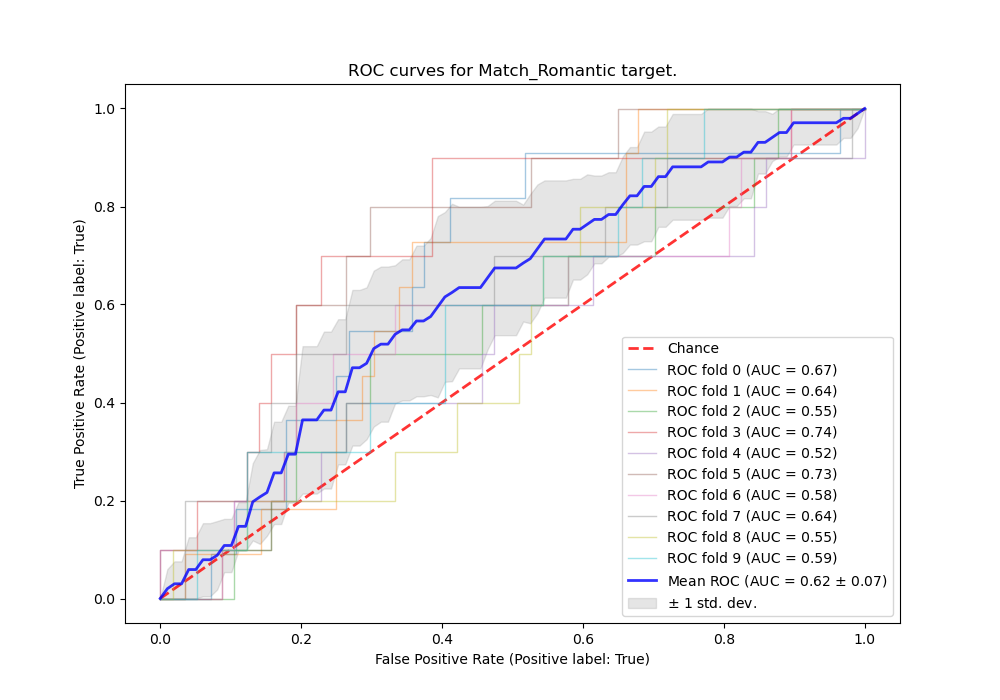 ROC curves for Match_Romantic target.
True Positive Rate (Positive label: True)
1.0
0.8
0.6
0.4
0.2
0.0
0.0 0.2 0.4 0.6 0.8 1.0
False Positive Rate (Positive label: True)
Chance
ROC fold 0 (AUC = 0.67)
ROC fold 1 (AUC = 0.64)
ROC fold 2 (AUC = 0.55)
ROC fold 3 (AUC = 0.74)
ROC fold 4 (AUC = 0.52)
ROC fold 5 (AUC = 0.73)
ROC fold 6 (AUC = 0.58)
ROC fold 7 (AUC = 0.64)
ROC fold 8 (AUC = 0.55)
ROC fold 9 (AUC = 0.59)
Mean ROC (AUC = 0.62 ± 0.07)
± 1 std. dev.